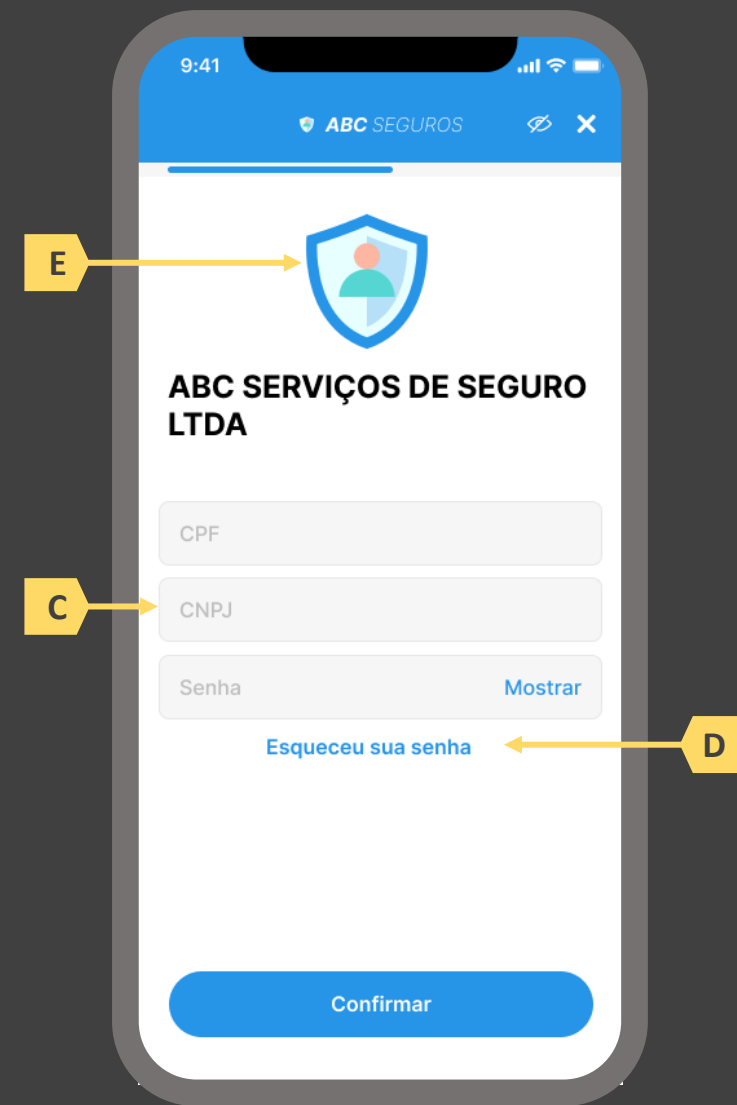 9:41
ABC SEGUROS
E
ABC SERVIÇOS DE SEGURO
LTDA
CPF
C
CNPJ
Senha Mostrar
Esqueceu sua senha
D
Confirmar